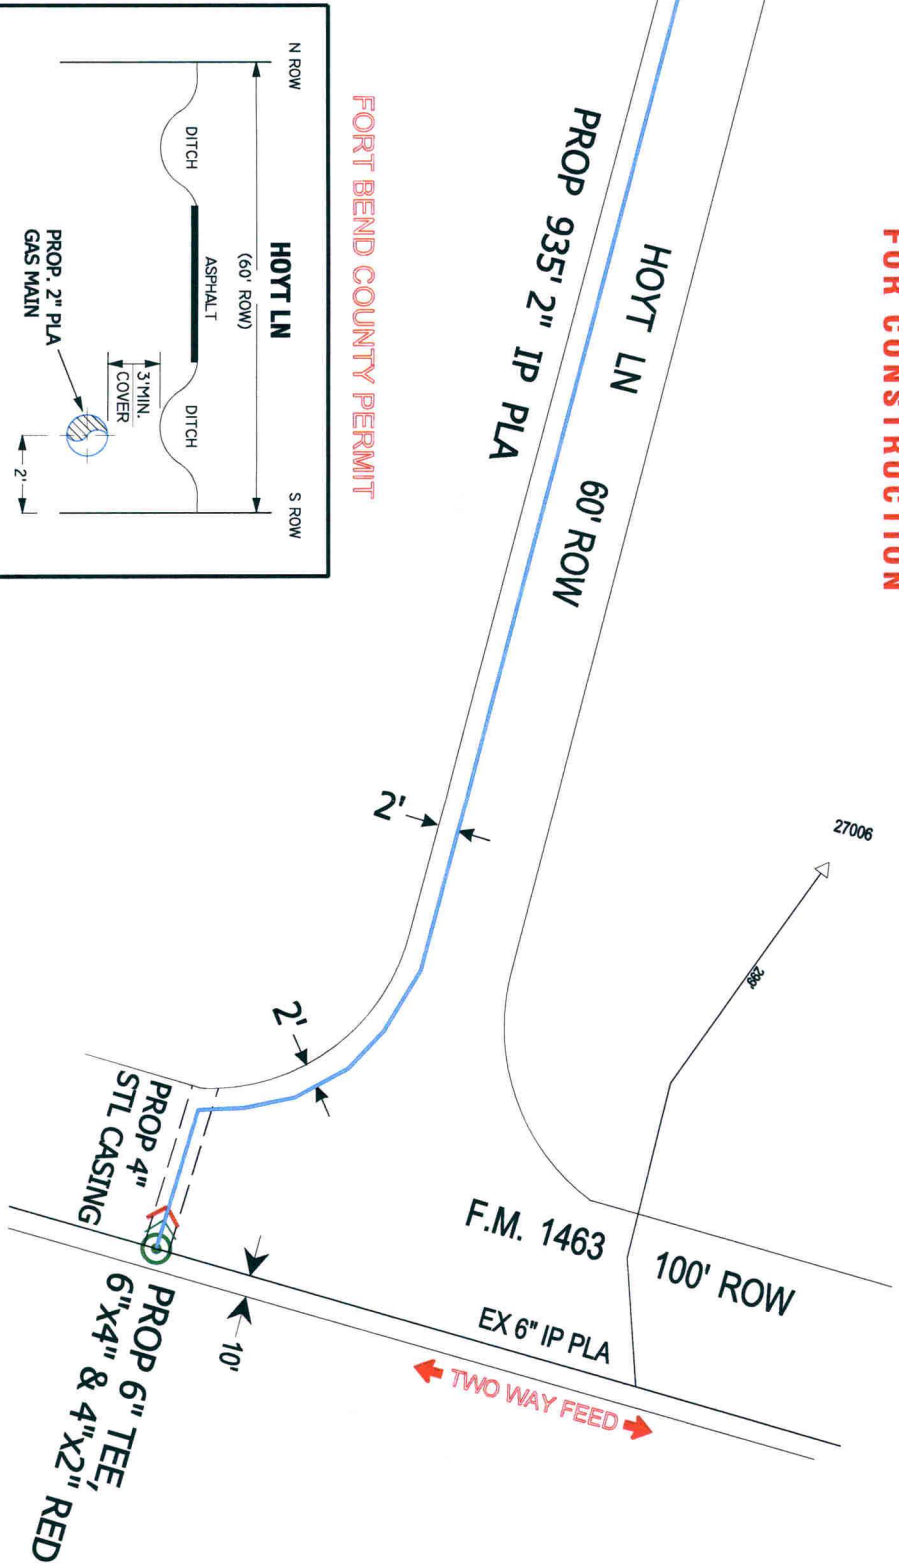 FOR CONSTRUCTION
HOYT LN
60' ROW
PROP 935' 2" IP PLA
27006
299'
F.M. 1463
100' ROW
EX 6" IP PLA
TWO WAY FEED
2'
2'
10'
PROP 4"
STL CASING
PROP 6" TEE,
6"x4" & 4"x2" RED
FORT BEND COUNTY PERMIT
HOYT LN
(60' ROW)
N ROW
S ROW
DITCH
ASPHALT
DITCH
3'MIN.
COVER
PROP. 2" PLA
GAS MAIN
2'